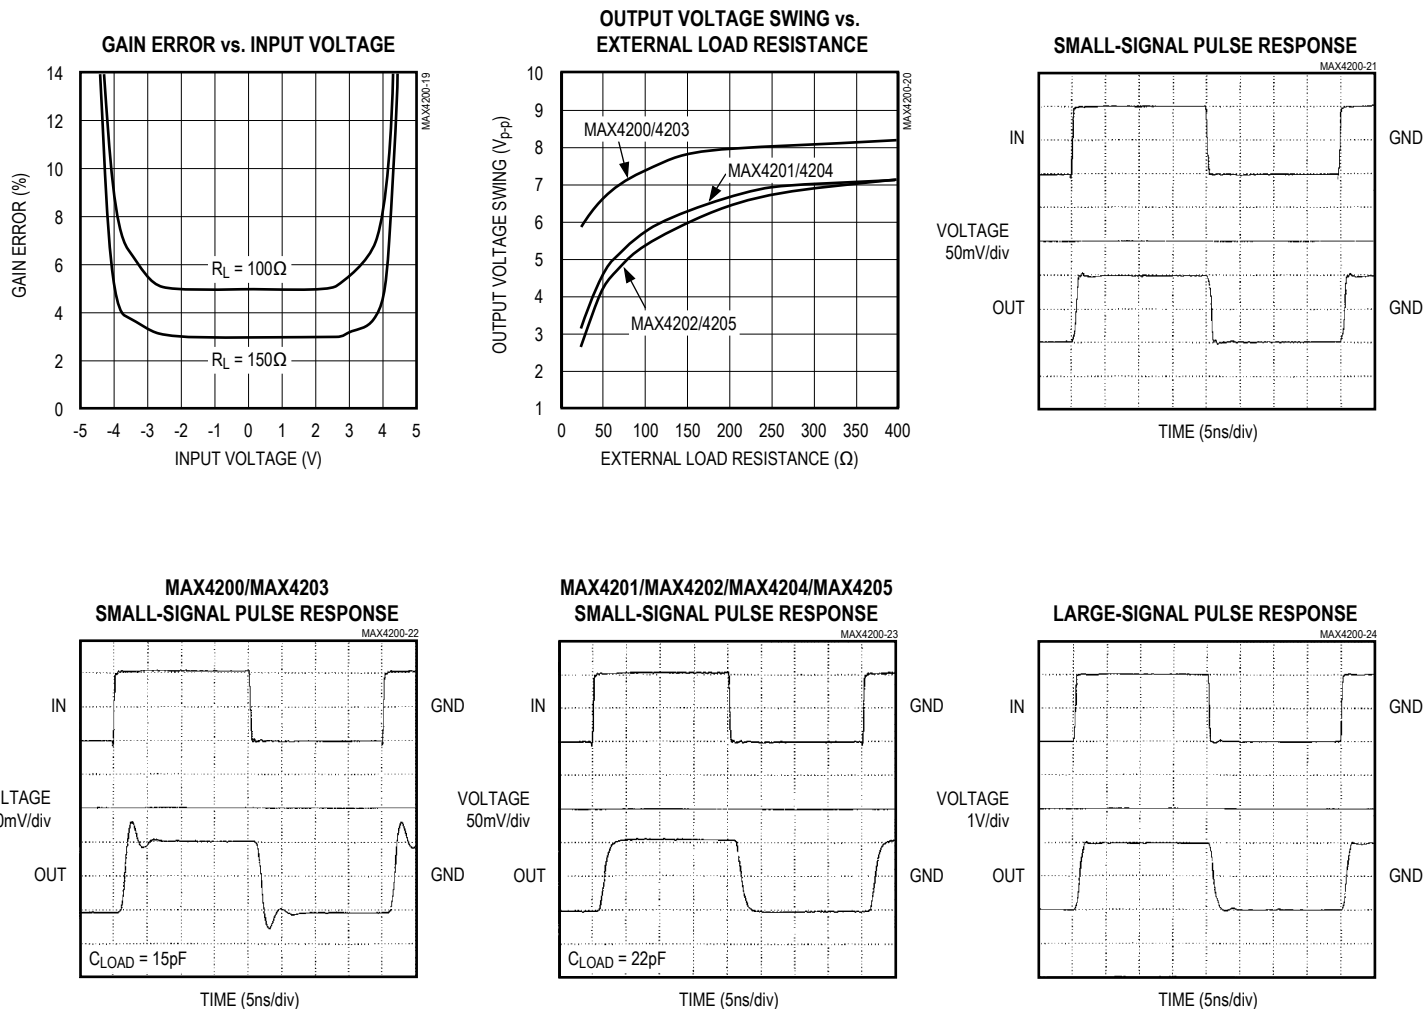 GAIN ERROR vs. INPUT VOLTAGE
MAX4200-19
GAIN ERROR (%)
14
12
10
8
6
4
2
0
RL = 100Ω
RL = 150Ω
-5 -4 -3 -2 -1 0 1 2 3 4 5
INPUT VOLTAGE (V)
OUTPUT VOLTAGE SWING vs.
EXTERNAL LOAD RESISTANCE
MAX4200-20
OUTPUT VOLTAGE SWING (Vp-p)
10
9
8
7
6
5
4
3
2
1
MAX4200/4203
MAX4201/4204
MAX4202/4205
0 50 100 150 200 250 300 350 400
EXTERNAL LOAD RESISTANCE (Ω)
SMALL-SIGNAL PULSE RESPONSE
MAX4200-21
IN
GND
VOLTAGE
50mV/div
OUT
GND
TIME (5ns/div)
MAX4200/MAX4203
SMALL-SIGNAL PULSE RESPONSE
MAX4200-22
IN
GND
LTAGE
0mV/div
OUT
GND
CLOAD = 15pF
TIME (5ns/div)
MAX4201/MAX4202/MAX4204/MAX4205
SMALL-SIGNAL PULSE RESPONSE
MAX4200-23
IN
GND
VOLTAGE
50mV/div
OUT
GND
CLOAD = 22pF
TIME (5ns/div)
LARGE-SIGNAL PULSE RESPONSE
MAX4200-24
IN
GND
VOLTAGE
1V/div
OUT
GND
TIME (5ns/div)